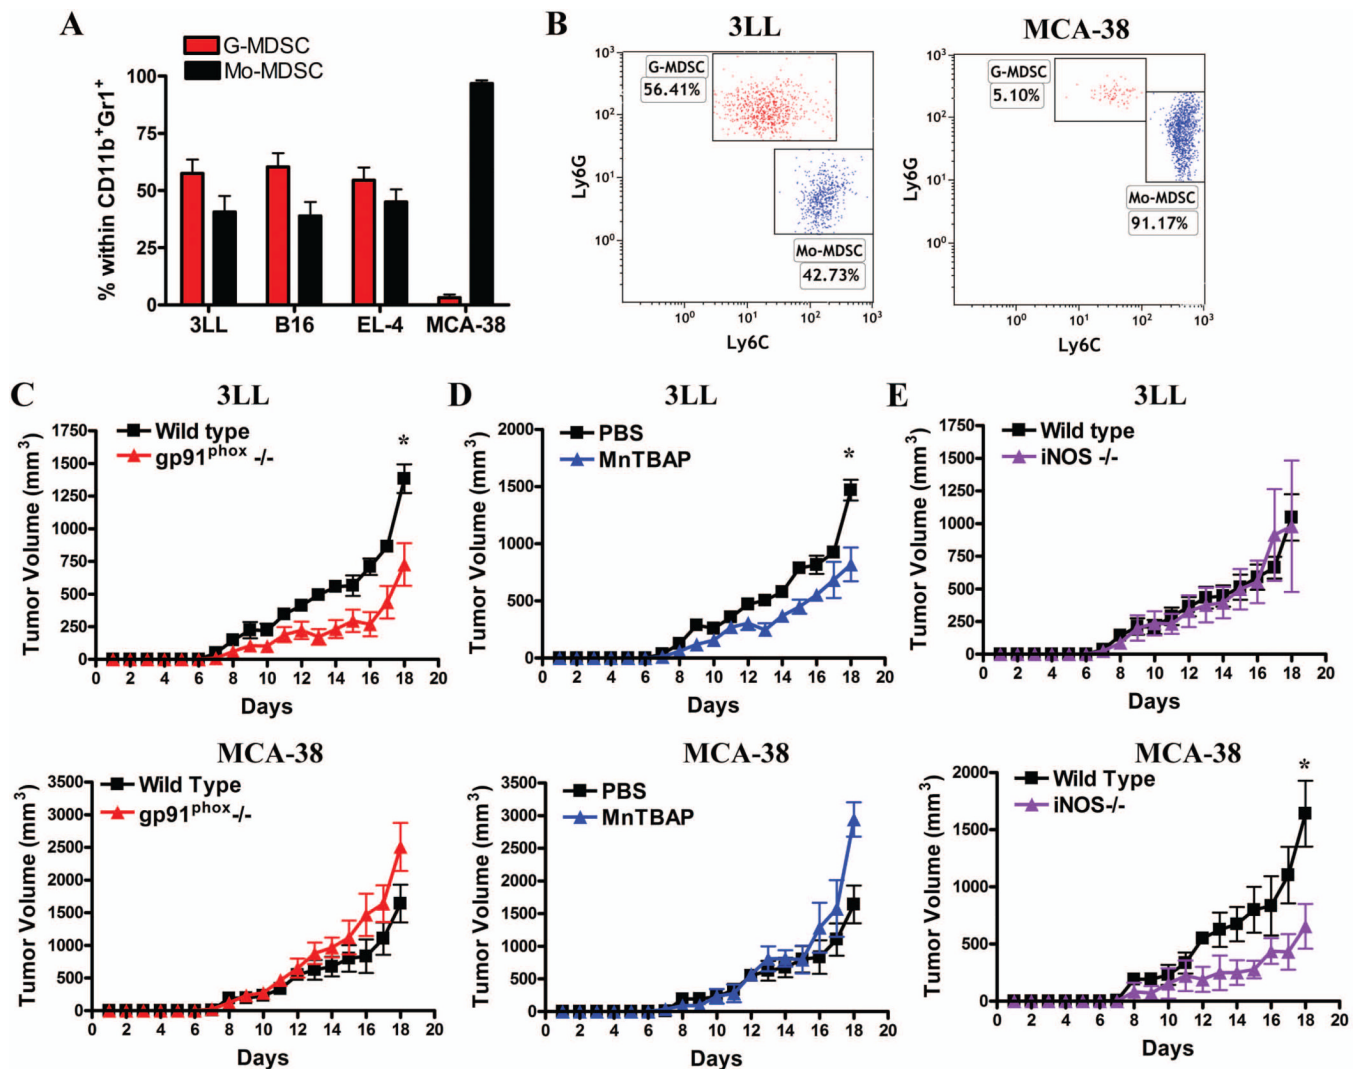 A
G-MDSC
Mo-MDSC
% within CD11b⁺Gr1⁺
100
75
50
25
0
3LL B16 EL-4 MCA-38
B
3LL
G-MDSC
56.41%
Mo-MDSC
42.73%
Ly6G
10³
10²
10¹
10⁰
10⁰ 10¹ 10² 10³
Ly6C
MCA-38
G-MDSC
5.10%
Mo-MDSC
91.17%
Ly6G
10³
10²
10¹
10⁰
10⁰ 10¹ 10² 10³
Ly6C
C
3LL
Wild type
gp91ᵖʰᵒˣ -/-
*
Tumor Volume (mm³)
1750
1500
1250
1000
750
500
250
0
0 2 4 6 8 10 12 14 16 18 20
Days
D
3LL
PBS
MnTBAP
*
Tumor Volume (mm³)
2000
1500
1000
500
0
0 2 4 6 8 10 12 14 16 18 20
Days
E
3LL
Wild type
iNOS -/-
Tumor Volume (mm³)
1750
1500
1250
1000
750
500
250
0
0 2 4 6 8 10 12 14 16 18 20
Days
MCA-38
Wild Type
gp91ᵖʰᵒˣ-/-
Tumor Volume (mm³)
3500
3000
2500
2000
1500
1000
500
0
0 2 4 6 8 10 12 14 16 18 20
Days
MCA-38
PBS
MnTBAP
Tumor Volume (mm³)
3500
3000
2500
2000
1500
1000
500
0
0 2 4 6 8 10 12 14 16 18 20
Days
MCA-38
Wild Type
iNOS-/-
*
Tumor Volume (mm³)
2000
1500
1000
500
0
0 2 4 6 8 10 12 14 16 18 20
Days